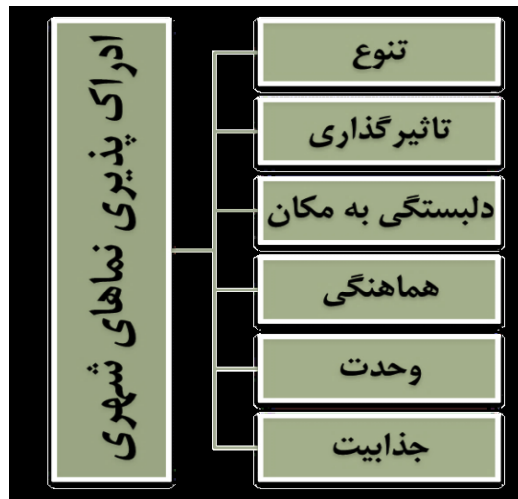 ادراک پذیری نماهای شهری
تنوع
تاثیرگذاری
دلبستگی به مکان
هماهنگی
وحدت
جذابیت